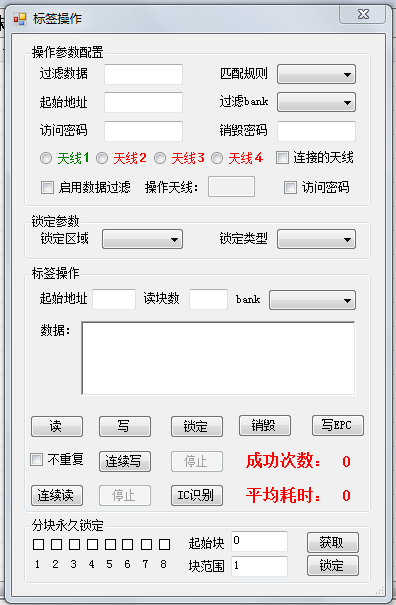 标签操作
操作参数配置
过滤数据 匹配规则
起始地址 过滤bank
访问密码 销毁密码
天线1 天线2 天线3 天线4 连接的天线
启用数据过滤 操作天线: 访问密码
锁定参数
锁定区域 锁定类型
标签操作
起始地址 读块数 bank
数据:
读 写 锁定 销毁 写EPC
不重复 连续写 停止 成功次数: 0
连续读 停止 IC识别 平均耗时: 0
分块永久锁定
起始块 0 获取
1 2 3 4 5 6 7 8 块范围 1 锁定